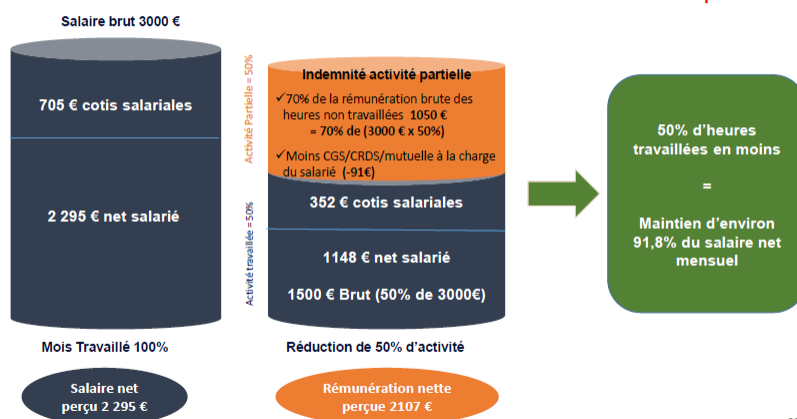 Salaire brut 3000 €
705 € cotis salariales
2 295 € net salarié
Mois Travaillé 100%
Salaire net
perçu 2 295 €
Activité Partielle = 50%
Activité travaillée = 50%
Indemnité activité partielle
✓70% de la rémunération brute des
heures non travaillées 1050 €
= 70% de (3000 € x 50%)
✓Moins CGS/CRDS/mutuelle à la charge
du salarié (-91€)
352 € cotis salariales
1148 € net salarié
1500 € Brut (50% de 3000€)
Réduction de 50% d'activité
Rémunération nette
perçue 2107 €
50% d'heures
travaillées en moins
=
Maintien d'environ
91,8% du salaire net
mensuel